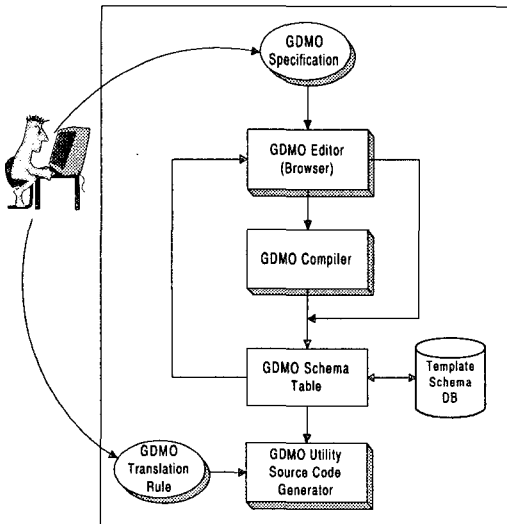 GDMO
Specification
GDMO Editor
(Browser)
GDMO Compiler
GDMO Schema
Table
Template
Schema
DB
GDMO
Translation
Rule
GDMO Utility
Source Code
Generator